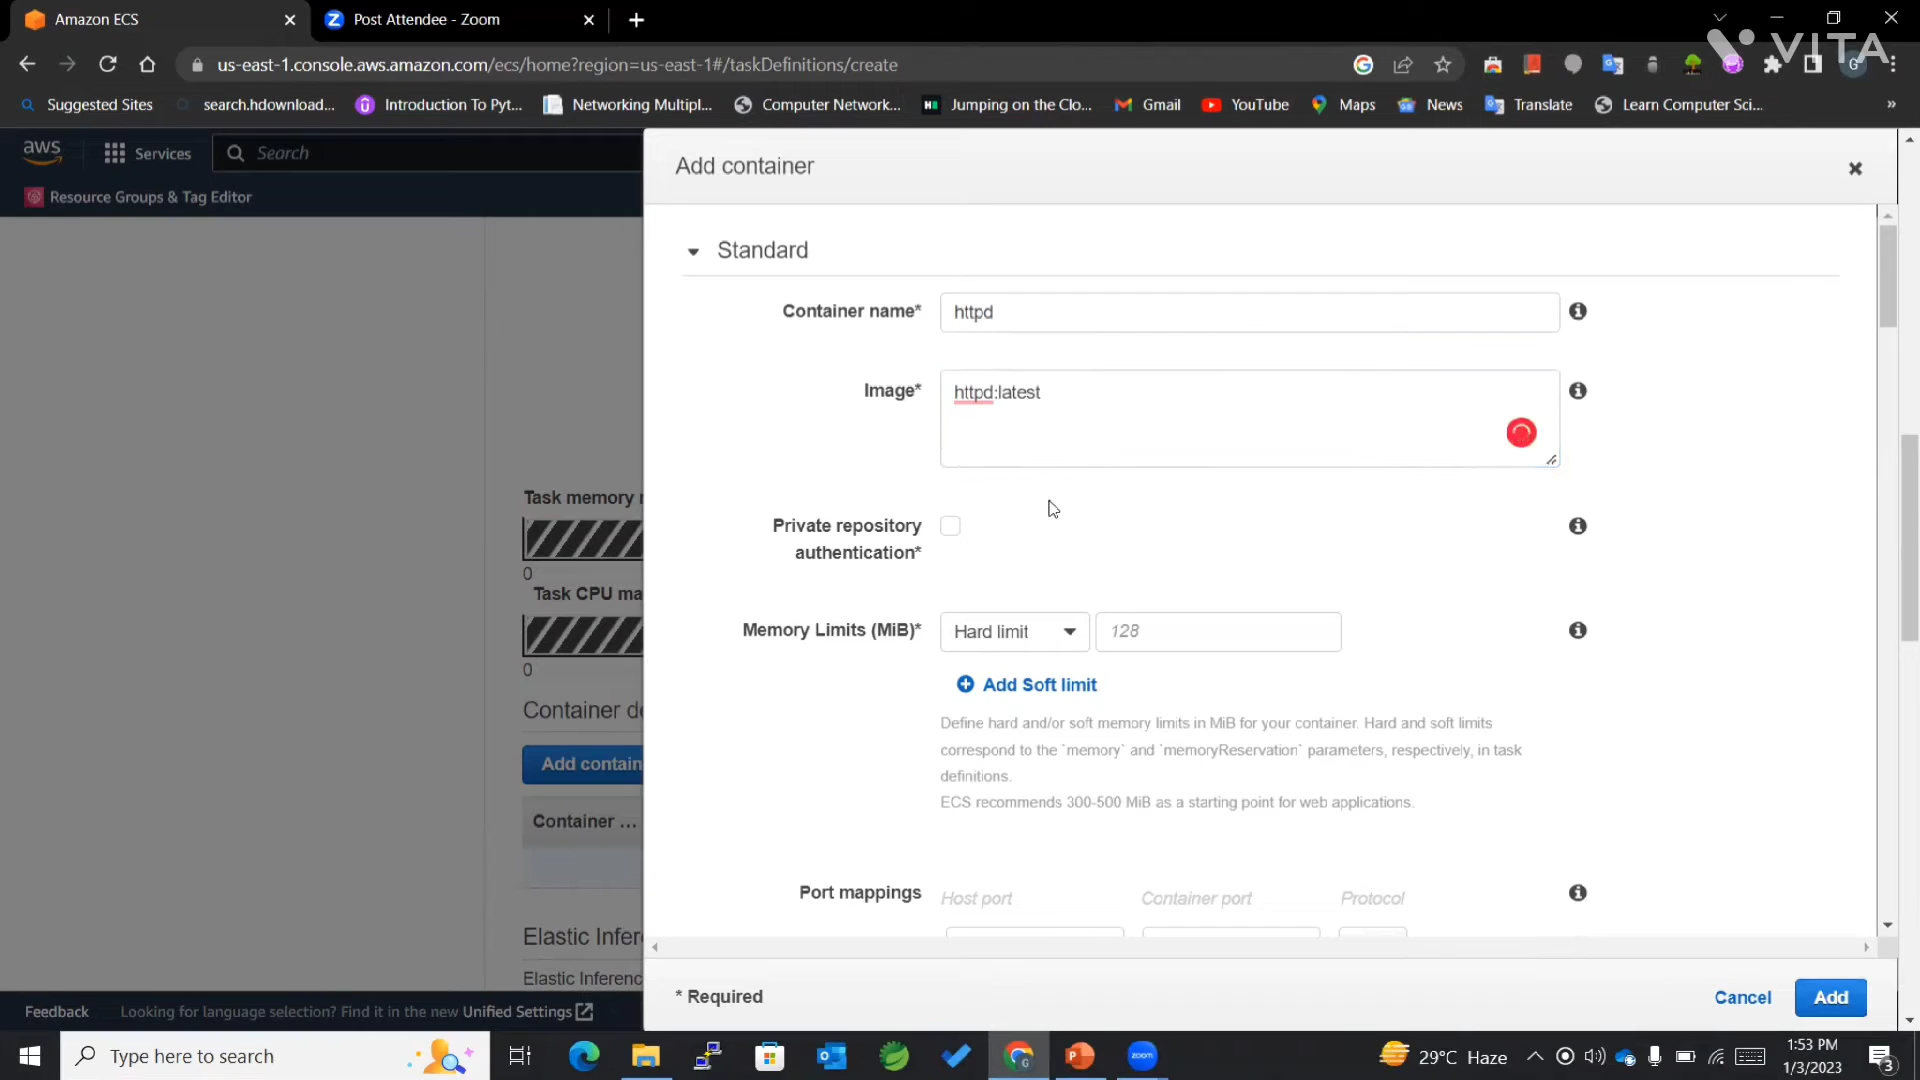 Amazon ECS
Post Attendee - Zoom
us-east-1.console.aws.amazon.com/ecs/home?region=us-east-1#/taskDefinitions/create
VITA
Suggested Sites
search.hdownload...
Introduction To Pyt...
Networking Multipl...
Computer Network...
Jumping on the Clo...
Gmail
YouTube
Maps
News
Translate
Learn Computer Sci...
»
aws
Services
Search
Resource Groups & Tag Editor
Add container
Standard
Container name*
httpd
Image*
httpd:latest
Private repository
authentication*
Memory Limits (MiB)*
Hard limit
128
Add Soft limit
Define hard and/or soft memory limits in MiB for your container. Hard and soft limits
correspond to the `memory` and `memoryReservation` parameters, respectively, in task
definitions.
ECS recommends 300-500 MiB as a starting point for web applications.
Port mappings
Host port
Container port
Protocol
* Required
Cancel
Add
Task memory
0
Task CPU ma
0
Container de
Add contain
Container ...
Elastic Infer
Elastic Inferenc
Feedback
Looking for language selection? Find it in the new Unified Settings
Type here to search
zoom
29°C Haze
1:53 PM
1/3/2023
3